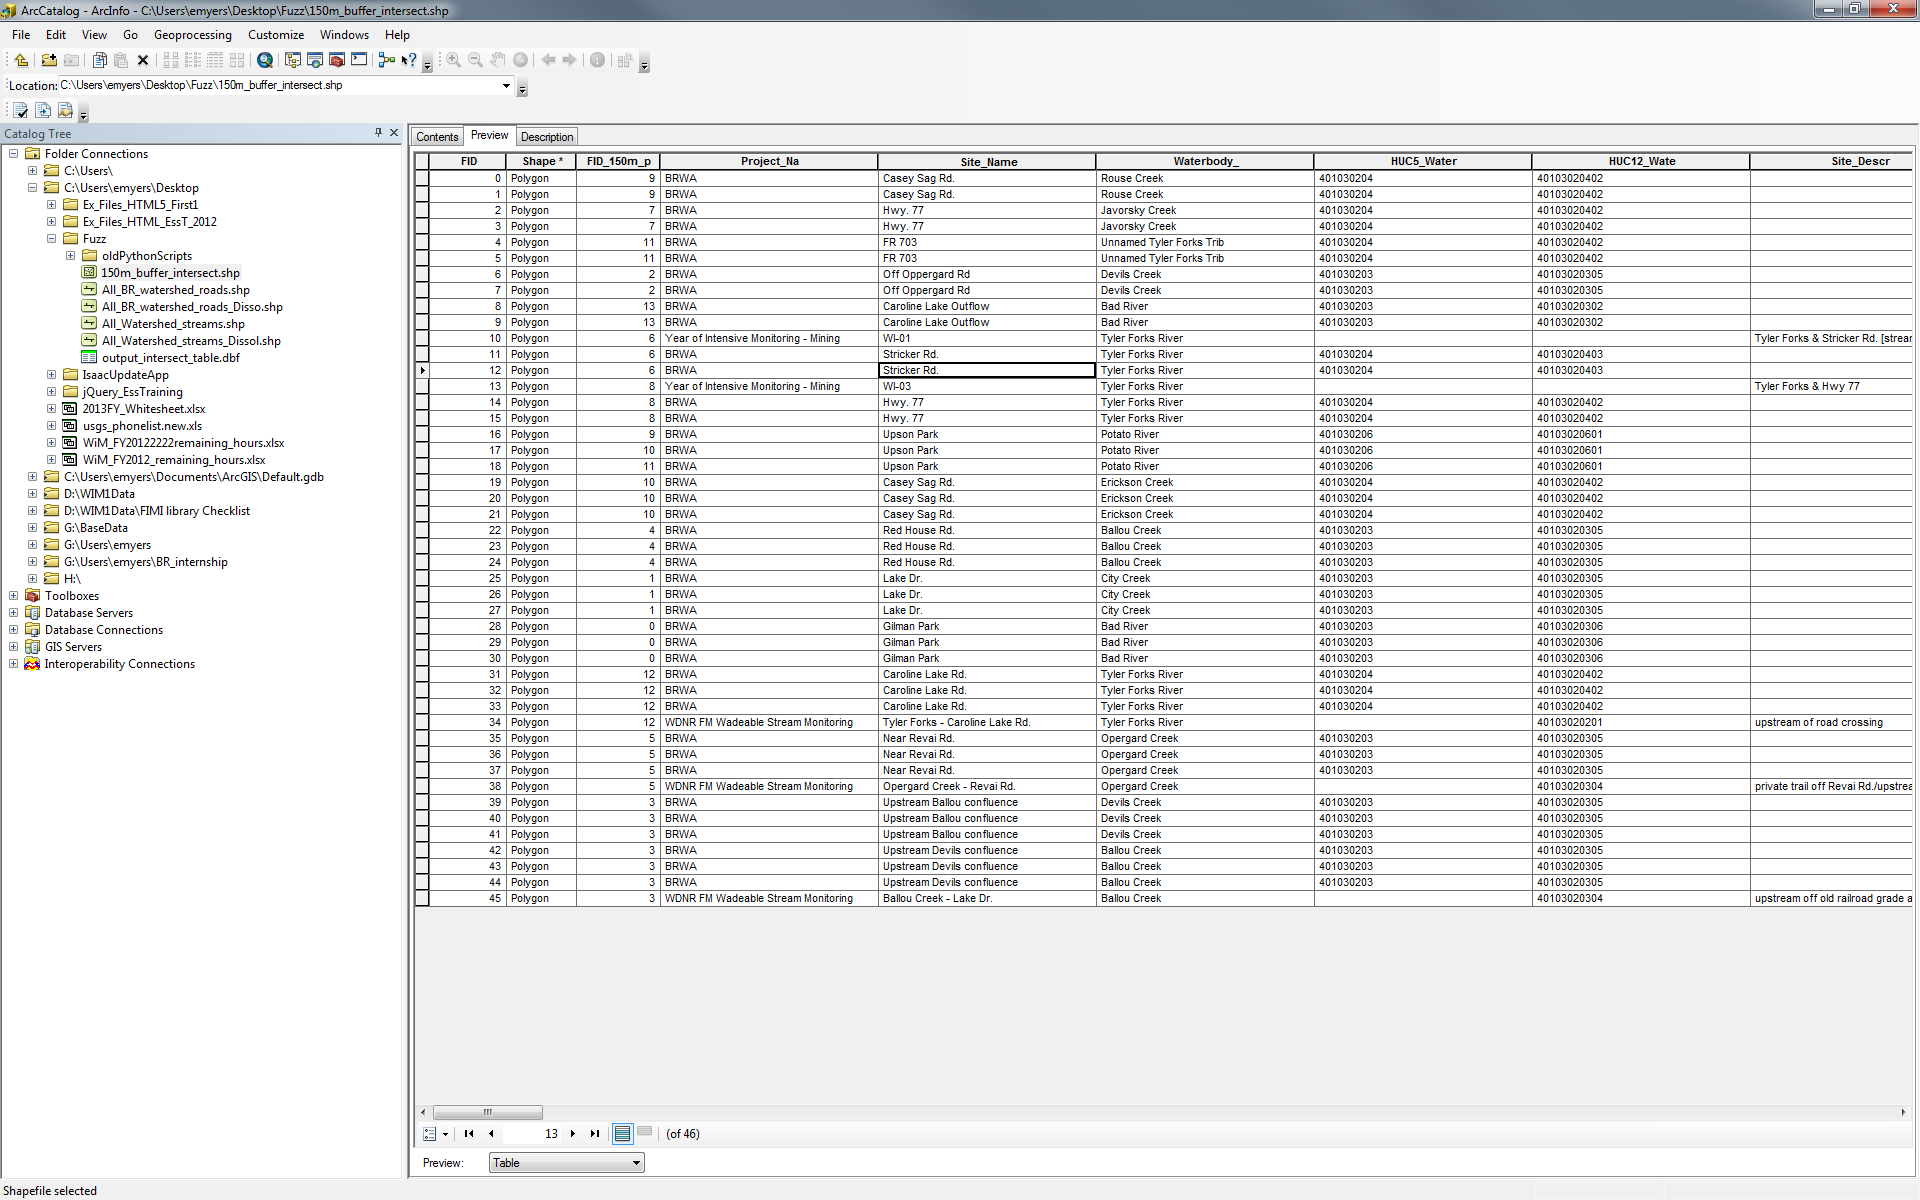 ArcCatalog - ArcInfo - C:\Users\emyers\Desktop\Fuzz\150m_buffer_intersect.shp
File Edit View Go Geoprocessing Customize Windows Help
Location: C:\Users\emyers\Desktop\Fuzz\150m_buffer_intersect.shp
Catalog Tree
Folder Connections
C:\Users\
C:\Users\emyers\Desktop
Ex_Files_HTML5_First1
Ex_Files_HTML_EssT_2012
Fuzz
oldPythonScripts
150m_buffer_intersect.shp
All_BR_watershed_roads.shp
All_BR_watershed_roads_Disso.shp
All_Watershed_streams.shp
All_Watershed_streams_Dissol.shp
output_intersect_table.dbf
IsaacUpdateApp
jQuery_EssTraining
2013FY_Whitesheet.xlsx
usgs_phonelist.new.xls
WiM_FY20122222remaining_hours.xlsx
WiM_FY2012_remaining_hours.xlsx
C:\Users\emyers\Documents\ArcGIS\Default.gdb
D:\WIM1Data
D:\WIM1Data\FIMI library Checklist
G:\BaseData
G:\Users\emyers
G:\Users\emyers\BR_internship
H:\
Toolboxes
Database Servers
Database Connections
GIS Servers
Interoperability Connections
Contents Preview Description
FID Shape * FID_150m_p Project_Na Site_Name Waterbody_ HUC5_Water HUC12_Wate Site_Descr
0 Polygon 9 BRWA Casey Sag Rd. Rouse Creek 401030204 40103020402
1 Polygon 9 BRWA Casey Sag Rd. Rouse Creek 401030204 40103020402
2 Polygon 7 BRWA Hwy. 77 Javorsky Creek 401030204 40103020402
3 Polygon 7 BRWA Hwy. 77 Javorsky Creek 401030204 40103020402
4 Polygon 11 BRWA FR 703 Unnamed Tyler Forks Trib 401030204 40103020402
5 Polygon 11 BRWA FR 703 Unnamed Tyler Forks Trib 401030204 40103020402
6 Polygon 2 BRWA Off Oppergard Rd Devils Creek 401030203 40103020305
7 Polygon 2 BRWA Off Oppergard Rd Devils Creek 401030203 40103020305
8 Polygon 13 BRWA Caroline Lake Outflow Bad River 401030203 40103020302
9 Polygon 13 BRWA Caroline Lake Outflow Bad River 401030203 40103020302
10 Polygon 6 Year of Intensive Monitoring - Mining WI-01 Tyler Forks River Tyler Forks & Stricker Rd. [strear
11 Polygon 6 BRWA Stricker Rd. Tyler Forks River 401030204 40103020403
12 Polygon 6 BRWA Stricker Rd. Tyler Forks River 401030204 40103020403
13 Polygon 8 Year of Intensive Monitoring - Mining WI-03 Tyler Forks River Tyler Forks & Hwy 77
14 Polygon 8 BRWA Hwy. 77 Tyler Forks River 401030204 40103020402
15 Polygon 8 BRWA Hwy. 77 Tyler Forks River 401030204 40103020402
16 Polygon 9 BRWA Upson Park Potato River 401030206 40103020601
17 Polygon 10 BRWA Upson Park Potato River 401030206 40103020601
18 Polygon 11 BRWA Upson Park Potato River 401030206 40103020601
19 Polygon 10 BRWA Casey Sag Rd. Erickson Creek 401030204 40103020402
20 Polygon 10 BRWA Casey Sag Rd. Erickson Creek 401030204 40103020402
21 Polygon 10 BRWA Casey Sag Rd. Erickson Creek 401030204 40103020402
22 Polygon 4 BRWA Red House Rd. Ballou Creek 401030203 40103020305
23 Polygon 4 BRWA Red House Rd. Ballou Creek 401030203 40103020305
24 Polygon 4 BRWA Red House Rd. Ballou Creek 401030203 40103020305
25 Polygon 1 BRWA Lake Dr. City Creek 401030203 40103020305
26 Polygon 1 BRWA Lake Dr. City Creek 401030203 40103020305
27 Polygon 1 BRWA Lake Dr. City Creek 401030203 40103020305
28 Polygon 0 BRWA Gilman Park Bad River 401030203 40103020306
29 Polygon 0 BRWA Gilman Park Bad River 401030203 40103020306
30 Polygon 0 BRWA Gilman Park Bad River 401030203 40103020306
31 Polygon 12 BRWA Caroline Lake Rd. Tyler Forks River 401030204 40103020402
32 Polygon 12 BRWA Caroline Lake Rd. Tyler Forks River 401030204 40103020402
33 Polygon 12 BRWA Caroline Lake Rd. Tyler Forks River 401030204 40103020402
34 Polygon 12 WDNR FM Wadeable Stream Monitoring Tyler Forks - Caroline Lake Rd. Tyler Forks River 40103020201 upstream of road crossing
35 Polygon 5 BRWA Near Revai Rd. Opergard Creek 401030203 40103020305
36 Polygon 5 BRWA Near Revai Rd. Opergard Creek 401030203 40103020305
37 Polygon 5 BRWA Near Revai Rd. Opergard Creek 401030203 40103020305
38 Polygon 5 WDNR FM Wadeable Stream Monitoring Opergard Creek - Revai Rd. Opergard Creek 40103020304 private trail off Revai Rd./upstrea
39 Polygon 3 BRWA Upstream Ballou confluence Devils Creek 401030203 40103020305
40 Polygon 3 BRWA Upstream Ballou confluence Devils Creek 401030203 40103020305
41 Polygon 3 BRWA Upstream Ballou confluence Devils Creek 401030203 40103020305
42 Polygon 3 BRWA Upstream Devils confluence Ballou Creek 401030203 40103020305
43 Polygon 3 BRWA Upstream Devils confluence Ballou Creek 401030203 40103020305
44 Polygon 3 BRWA Upstream Devils confluence Ballou Creek 401030203 40103020305
45 Polygon 3 WDNR FM Wadeable Stream Monitoring Ballou Creek - Lake Dr. Ballou Creek 40103020304 upstream off old railroad grade a
13 (of 46)
Preview: Table
Shapefile selected